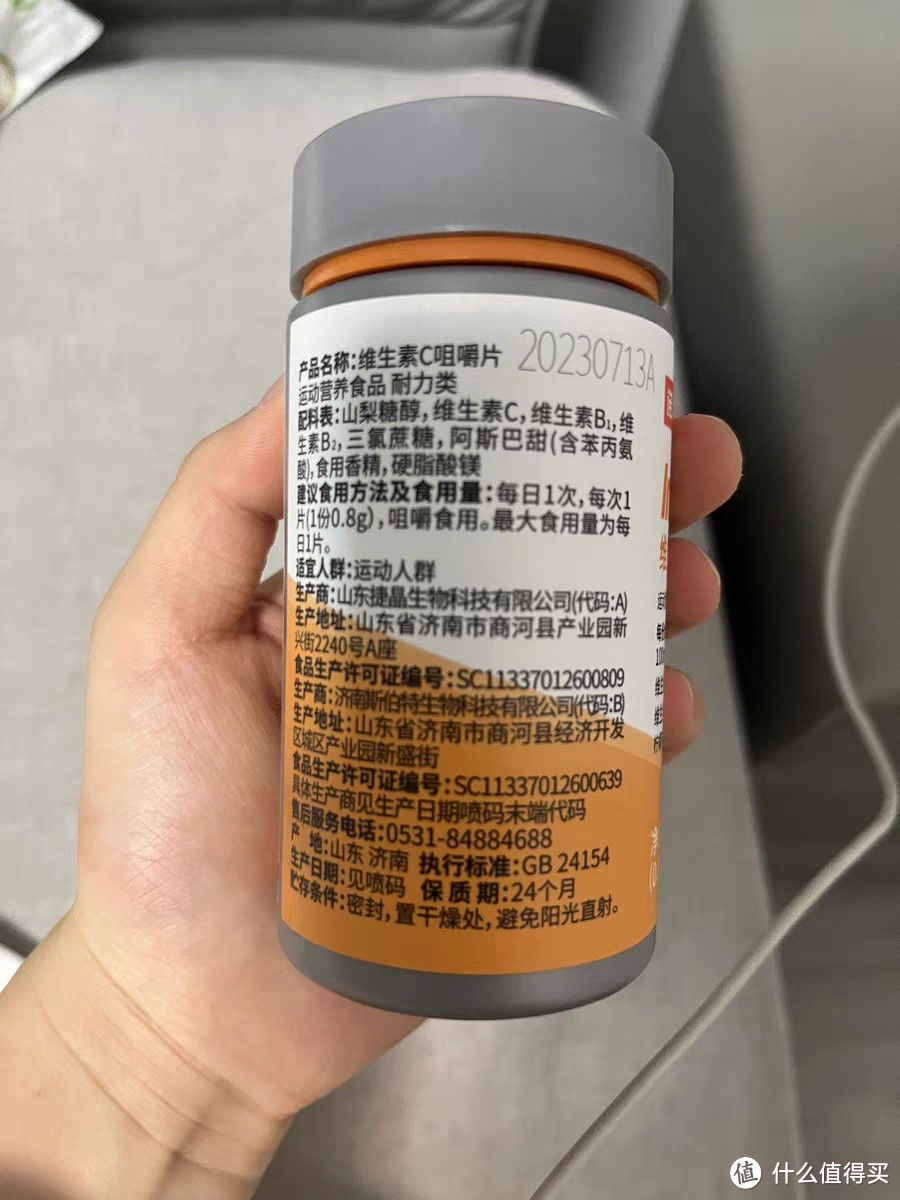 产品名称:维生素C咀嚼片
20230713A
运动营养食品 耐力类
配料表:山梨糖醇,维生素C,维生素B₁,维
生素B₂,三氯蔗糖,阿斯巴甜(含苯丙氨
酸),食用香精,硬脂酸镁
建议食用方法及食用量:每日1次,每次1
片(1份0.8g),咀嚼食用。最大食用量为每
日1片。
适宜人群:运动人群
生产商:山东捷晶生物科技有限公司(代码:A)
生产地址:山东省济南市商河县产业园新
兴街2240号A座
食品生产许可证编号:SC11337012600809
生产商:济南斯伯特生物科技有限公司(代码:B)
生产地址:山东省济南市商河县经济开发
区城区产业园新盛街
食品生产许可证编号:SC11337012600639
具体生产商见生产日期喷码末端代码
售后服务电话:0531-84884688
产 地:山东 济南 执行标准:GB 24154
生产日期:见喷码 保质期:24个月
贮存条件:密封,置干燥处,避免阳光直射。
值 什么值得买